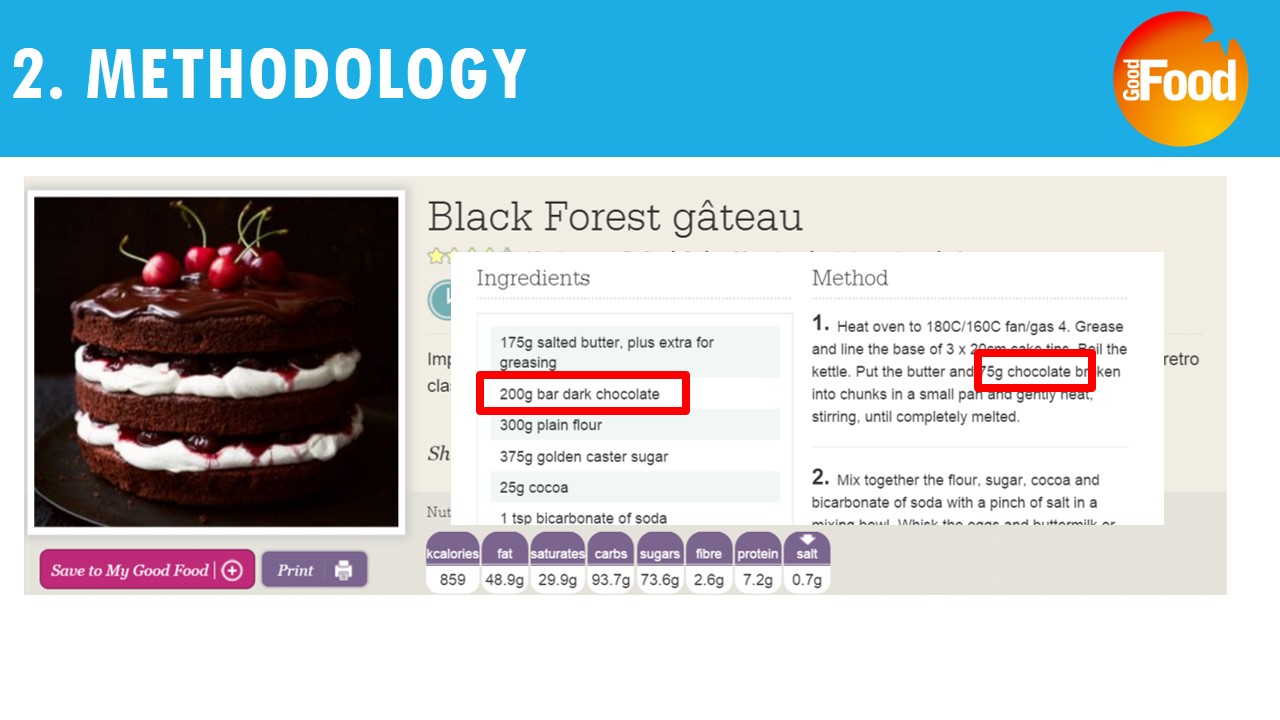 2. METHODOLOGY
Good Food
Black Forest gâteau
Ingredients
175g salted butter, plus extra for
greasing
200g bar dark chocolate
300g plain flour
375g golden caster sugar
25g cocoa
1 tsp bicarbonate of soda
Method
1. Heat oven to 180C/160C fan/gas 4. Grease
and line the base of 3 x 20cm cake tins. Boil the
kettle. Put the butter and 75g chocolate broken
into chunks in a small pan and gently heat,
stirring, until completely melted.
2. Mix together the flour, sugar, cocoa and
bicarbonate of soda with a pinch of salt in a
mixing bowl. Whisk the eggs and buttermilk or
Imp
retro
cla
Sh
Nut
kcalories fat saturates carbs sugars fibre protein salt
859 48.9g 29.9g 93.7g 73.6g 2.6g 7.2g 0.7g
Save to My Good Food
Print